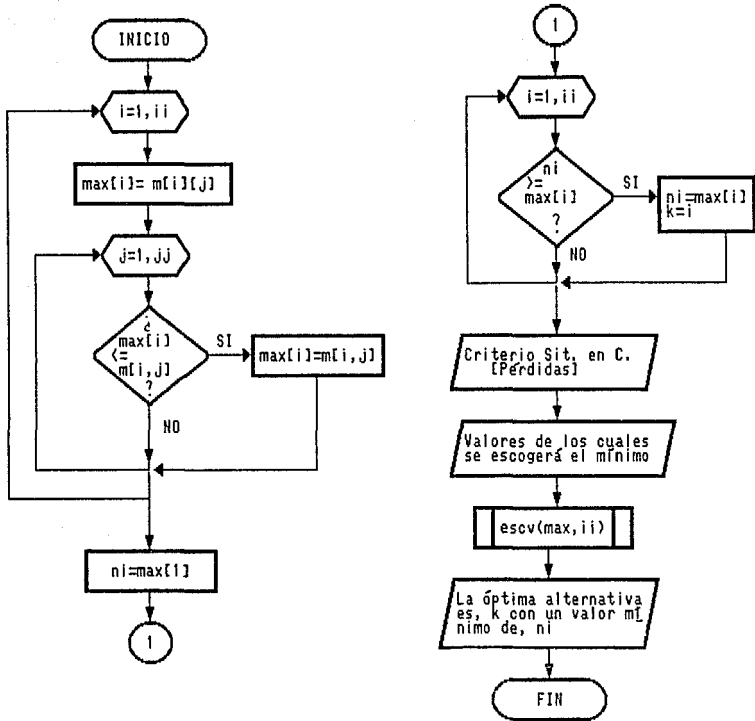 INICIO
i=1,ii
max[i]= m[i][j]
j=1,jj
¿
max[i]
<=
m[i,j]
?
SI
max[i]=m[i,j]
NO
ni=max[1]
1
1
i=1,ii
ni
>=
max[i]
?
SI
ni=max[i]
k=i
NO
Criterio Sit. en C.
[Pérdidas]
Valores de los cuales
se escogerá el mínimo
escv(max,ii)
La óptima alternativa
es, k con un valor mí
nimo de, ni
FIN